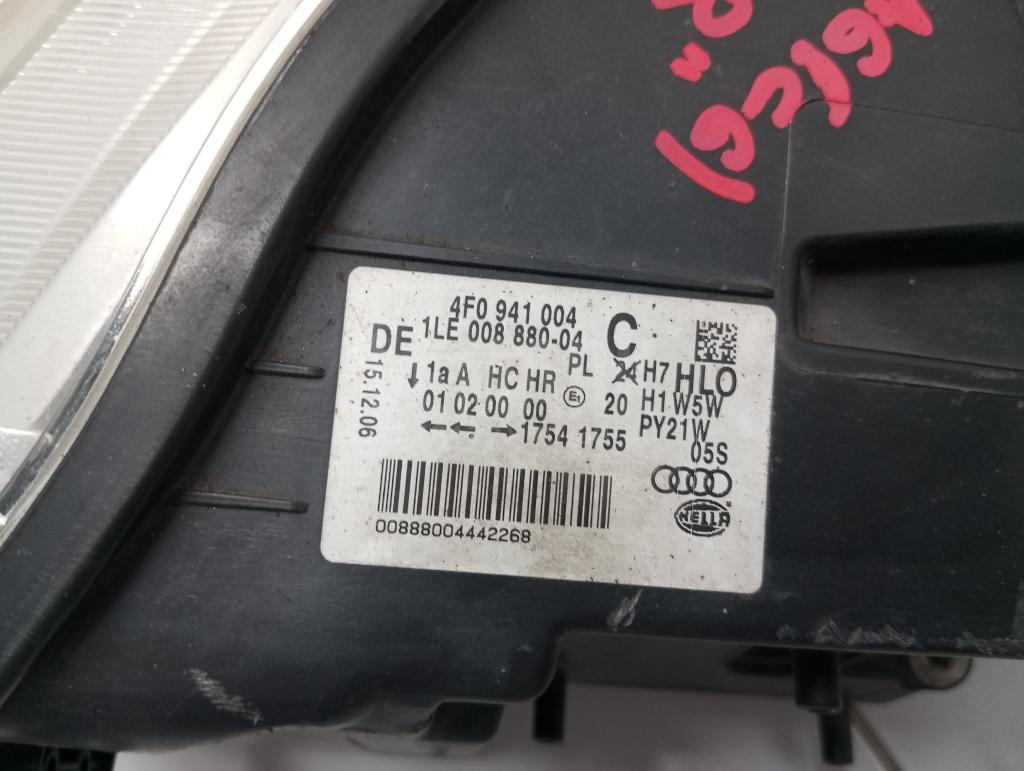 4F0 941 004
1LE 008 880-04
C
DE
PL
24 H7
HLO
↓ 1a A HC HR
E1
20
H1 W5W
01 02 00 00
PY21W
←← → 1754 1755
05S
15.12.06
HELLA
00888004442268